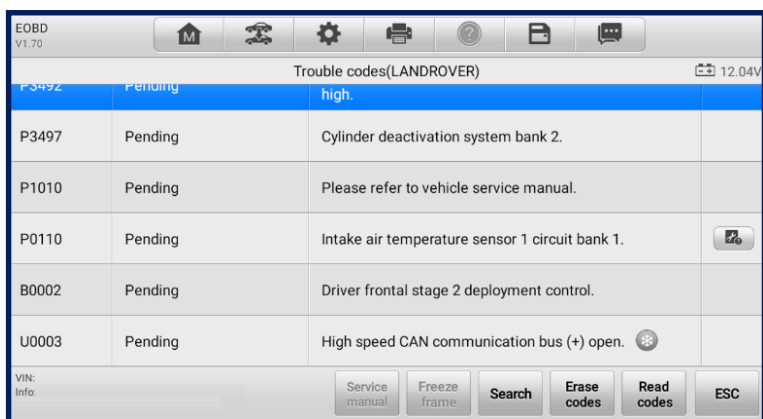 EOBD
V1.70
M
Trouble codes(LANDROVER)
12.04V
P3492 Pending high.
P3497 Pending Cylinder deactivation system bank 2.
P1010 Pending Please refer to vehicle service manual.
P0110 Pending Intake air temperature sensor 1 circuit bank 1.
B0002 Pending Driver frontal stage 2 deployment control.
U0003 Pending High speed CAN communication bus (+) open.
VIN:
Info:
Service manual
Freeze frame
Search
Erase codes
Read codes
ESC